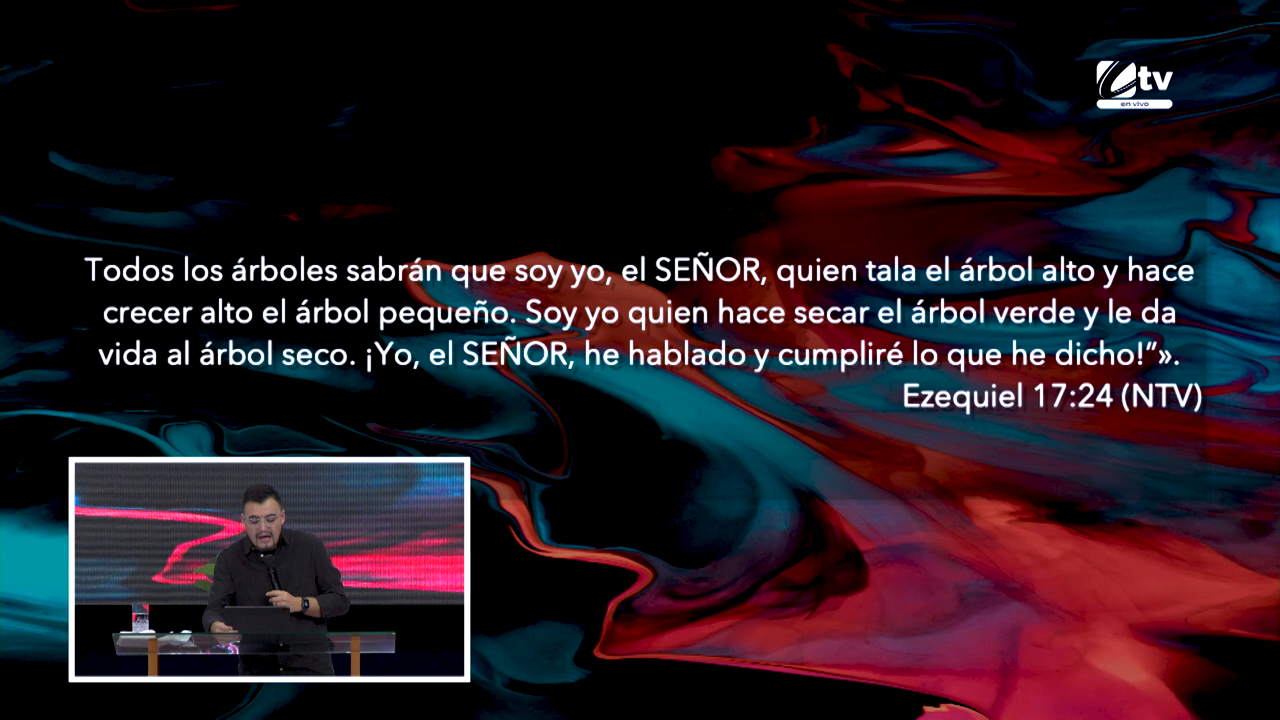 tv
en vivo
Todos los árboles sabrán que soy yo, el SEÑOR, quien tala el árbol alto y hace
crecer alto el árbol pequeño. Soy yo quien hace secar el árbol verde y le da
vida al árbol seco. ¡Yo, el SEÑOR, he hablado y cumpliré lo que he dicho!”».
Ezequiel 17:24 (NTV)